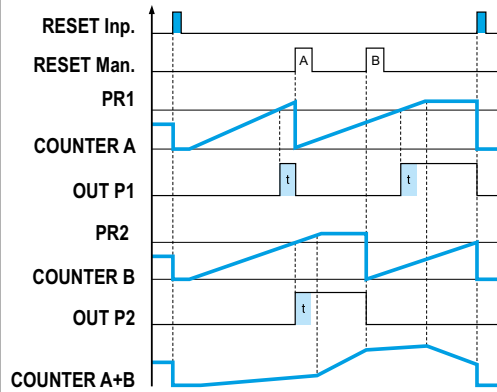 RESET Inp.
RESET Man.
A
B
PR1
COUNTER A
OUT P1
t
t
PR2
COUNTER B
OUT P2
t
COUNTER A+B